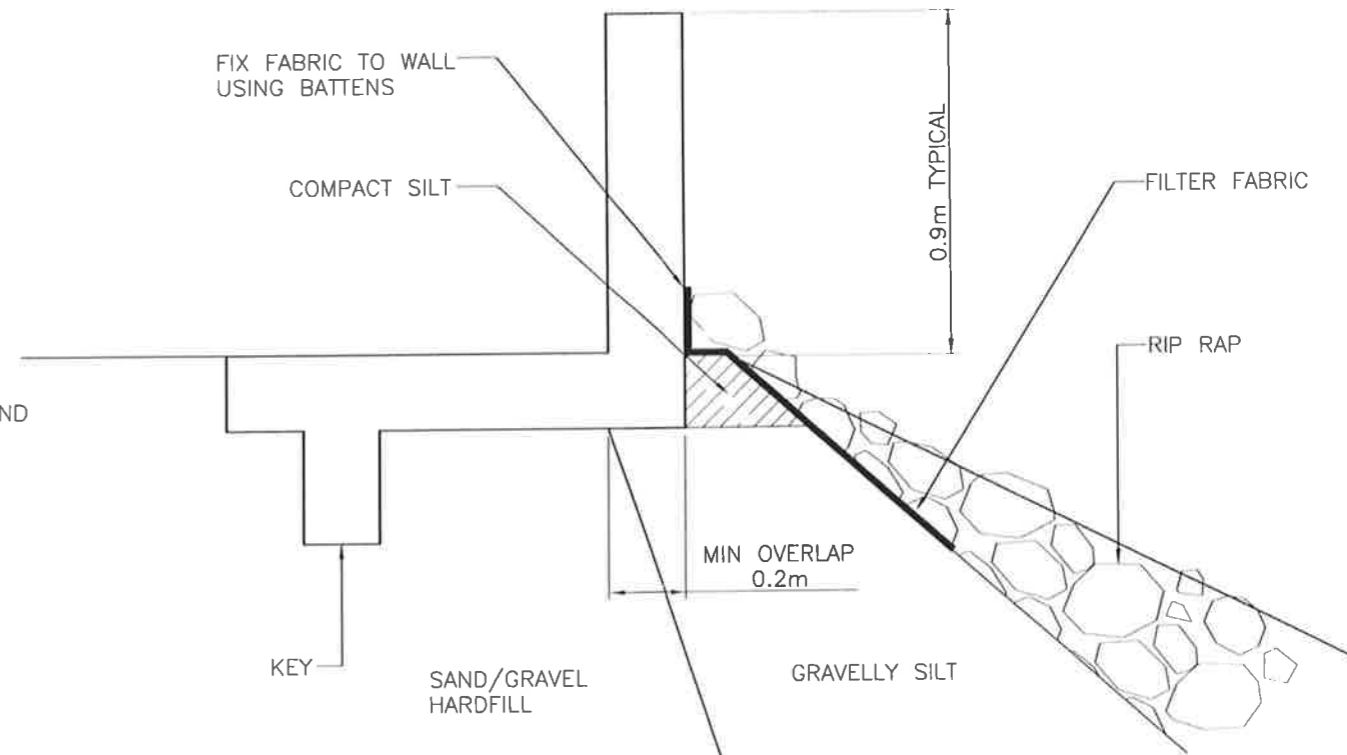 FIX FABRIC TO WALL
USING BATTENS
COMPACT SILT
0.9m TYPICAL
FILTER FABRIC
RIP RAP
ND
MIN OVERLAP
0.2m
KEY
SAND/GRAVEL
HARDFILL
GRAVELLY SILT